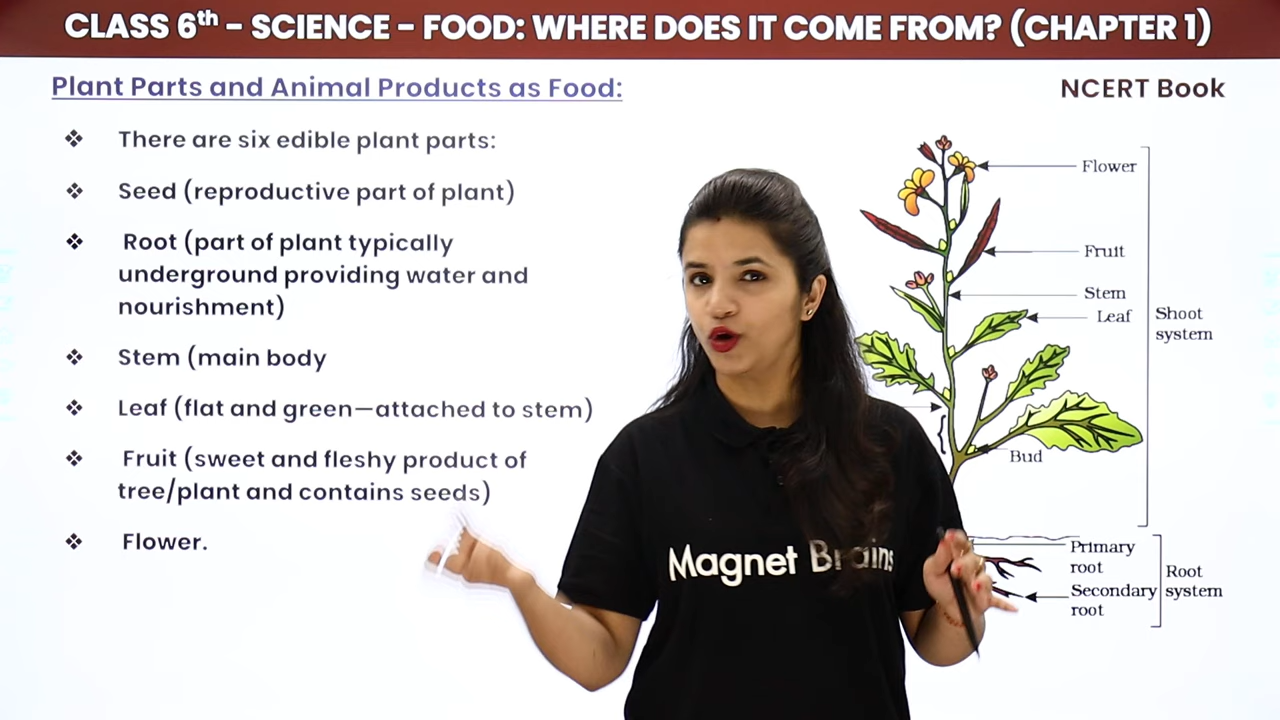 CLASS 6th - SCIENCE - FOOD: WHERE DOES IT COME FROM? (CHAPTER 1)
Plant Parts and Animal Products as Food:
NCERT Book
❖ There are six edible plant parts:
❖ Seed (reproductive part of plant)
❖ Root (part of plant typically
underground providing water and
nourishment)
❖ Stem (main body
❖ Leaf (flat and green—attached to stem)
❖ Fruit (sweet and fleshy product of
tree/plant and contains seeds)
❖ Flower.
Flower
Fruit
Stem
Leaf
Shoot
system
Bud
Primary
root
Secondary
root
Root
system
Magnet Brains